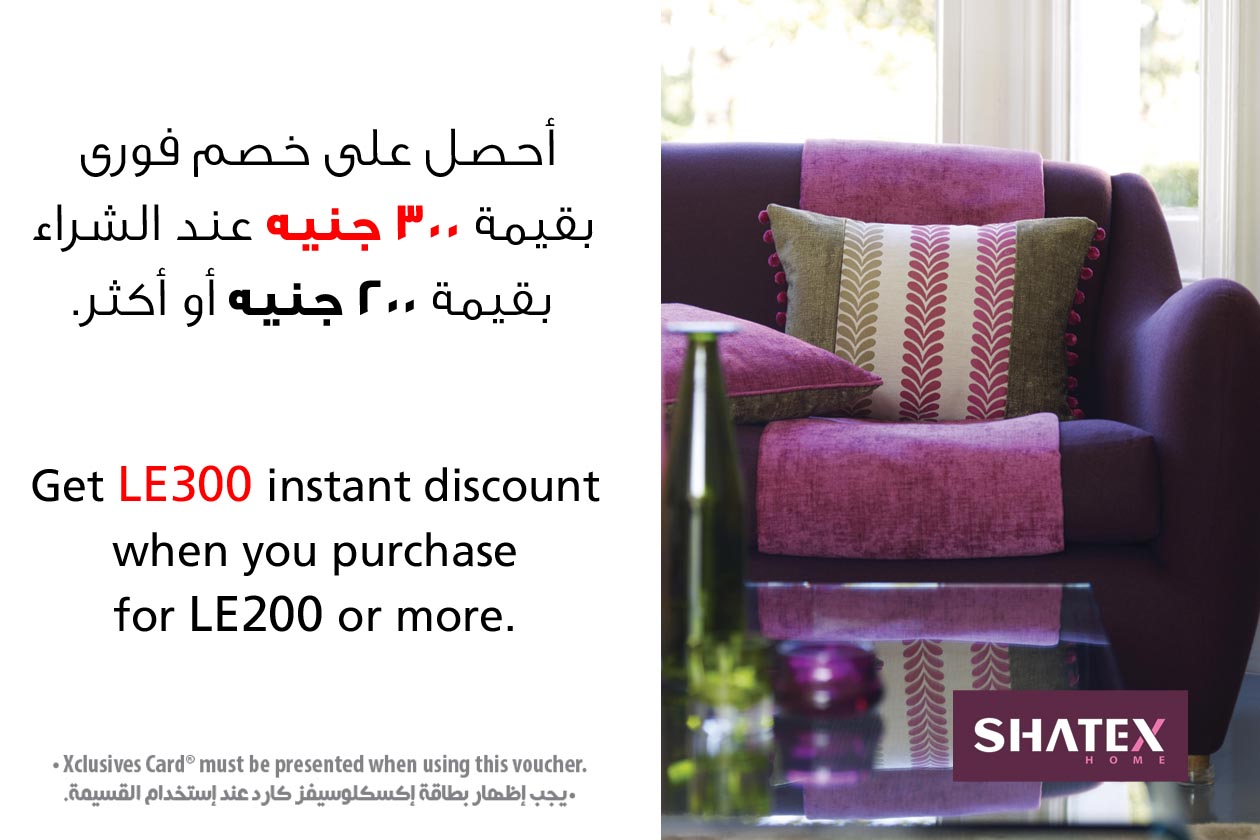 أحصل على خصم فورى
بقيمة ٣٠٠ جنيه عند الشراء
بقيمة ٢٠٠ جنيه أو أكثر.
Get LE300 instant discount
when you purchase
for LE200 or more.
• Xclusives Card® must be presented when using this voucher.
•يجب إظهار بطاقة إكسكلوسيفز كارد عند إستخدام القسيمة.
SHATEX
HOME